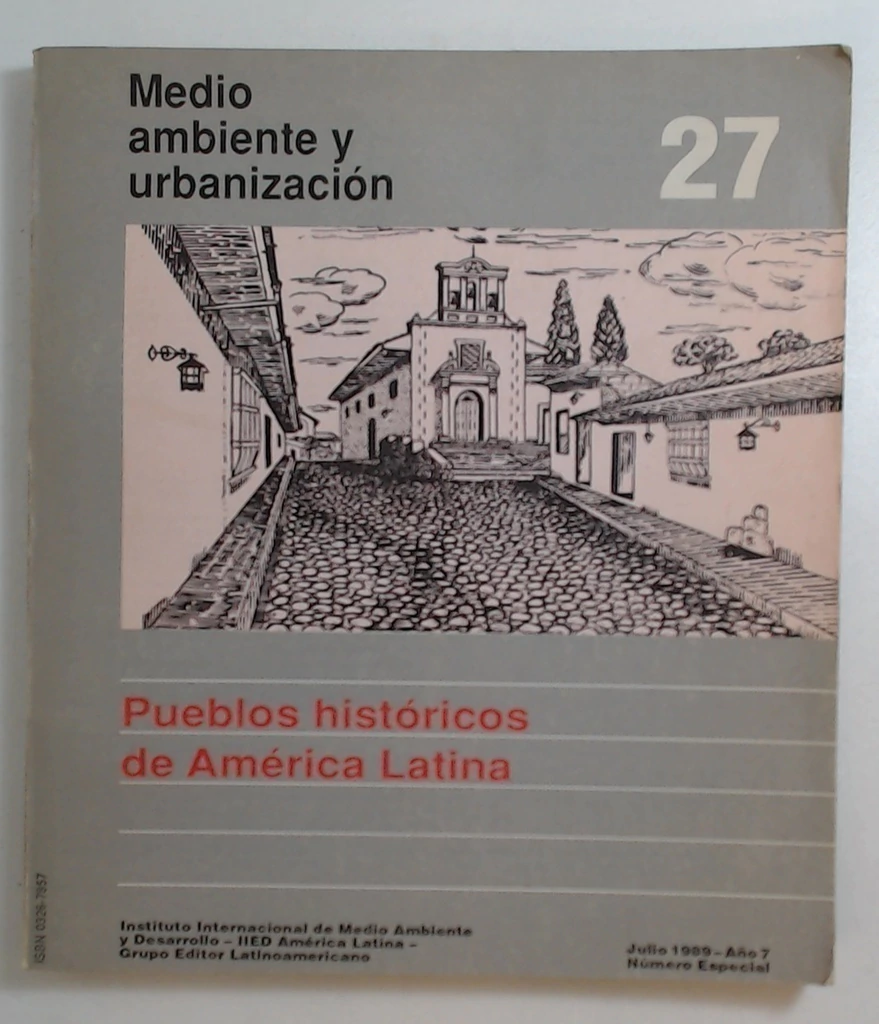 Medio
ambiente y
urbanización
27
Pueblos históricos
de América Latina
ISBN 0326-7857
Instituto Internacional de Medio Ambiente
y Desarrollo – IIED América Latina –
Grupo Editor Latinoamericano
Julio 1989 – Año 7
Número Especial